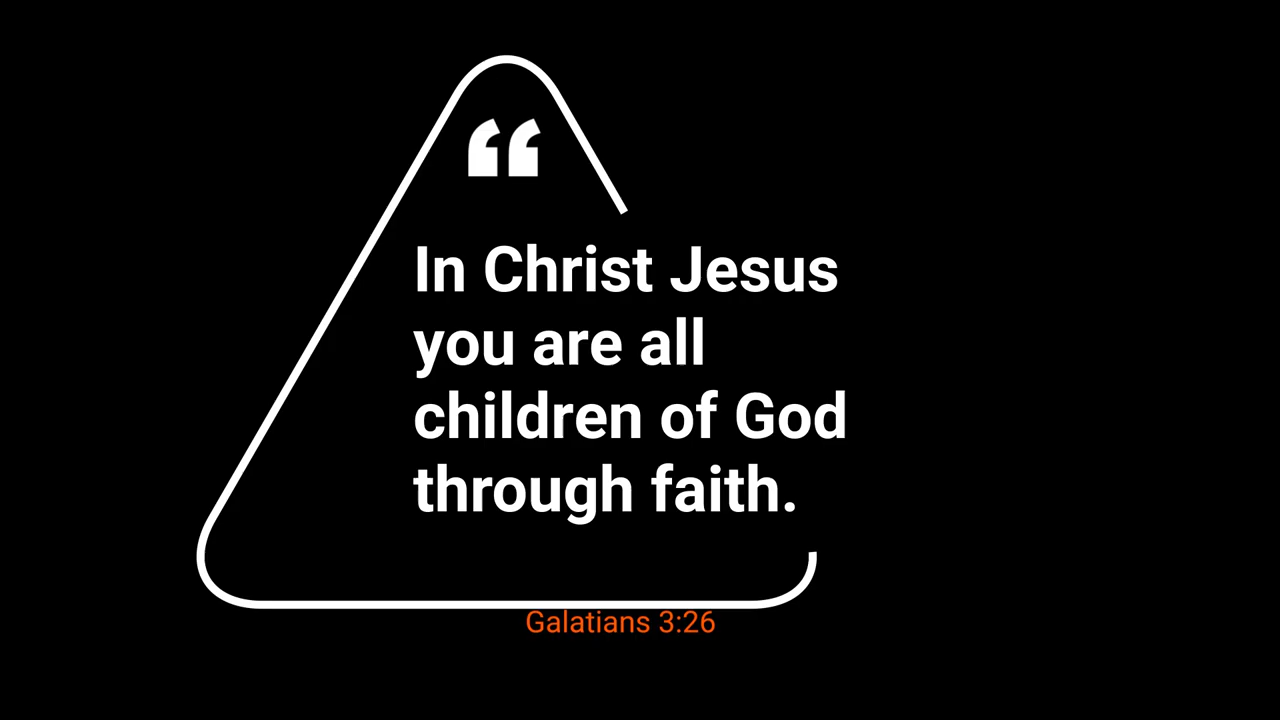 “
In Christ Jesus
you are all
children of God
through faith.
Galatians 3:26